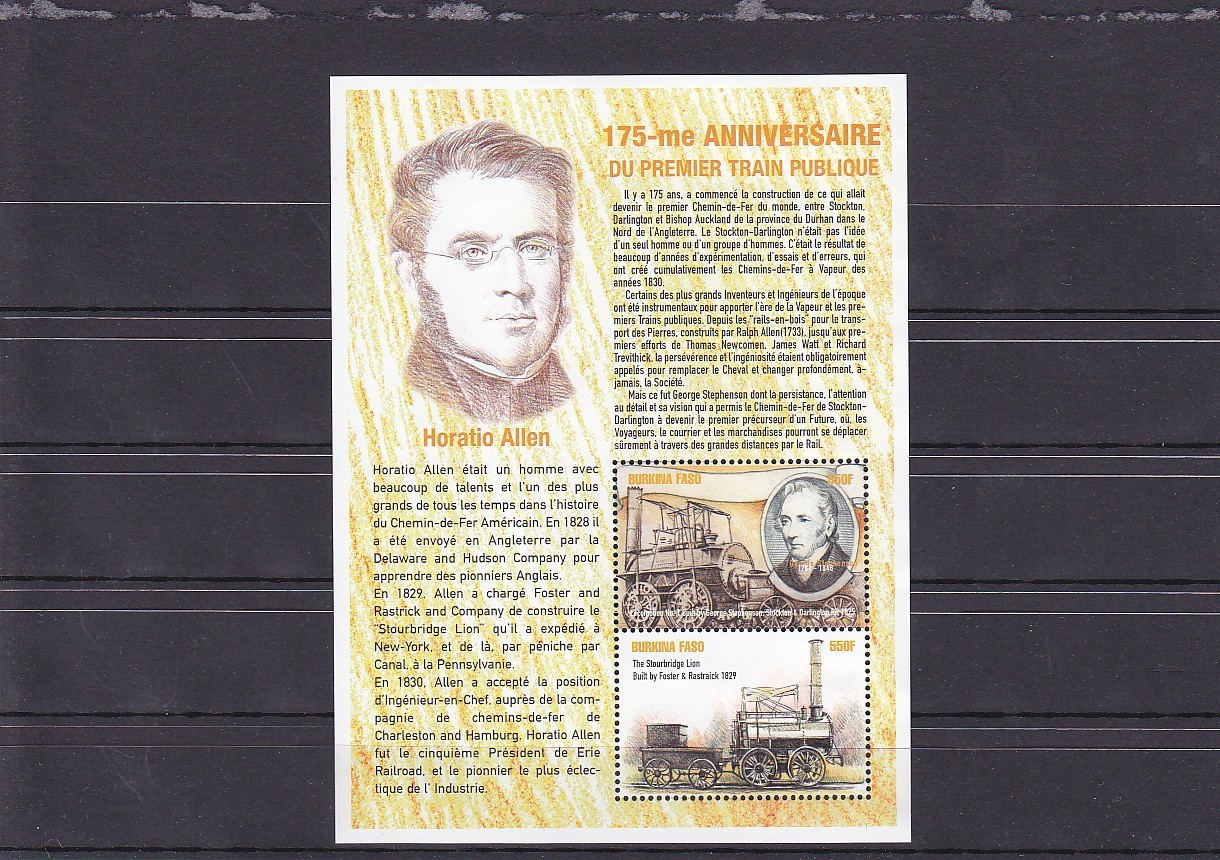 175-me ANNIVERSAIRE
DU PREMIER TRAIN PUBLIQUE
Il y a 175 ans, a commencé la construction de ce qui allait
devenir le premier Chemin-de-Fer du monde, entre Stockton,
Darlington et Bishop Auckland de la province du Durhan dans le
Nord de l'Angleterre. Le Stockton-Darlington n'était pas l'idée
d'un seul homme ou d'un groupe d'hommes. C'était le résultat de
beaucoup d'années d'expérimentation, d'essais et d'erreurs, qui
ont créé cumulativement les Chemins-de-Fer à Vapeur des
années 1830.
Certains des plus grands Inventeurs et Ingénieurs de l'époque
ont été instrumentaux pour apporter l'ère de la Vapeur et les pre-
miers Trains publiques. Depuis les "rails-en-bois" pour le trans-
port des Pierres, construits par Ralph Allen(1733), jusqu'aux pre-
miers efforts de Thomas Newcomen, James Watt et Richard
Trevithick, la persévérence et l'ingéniosité étaient obligatoirement
appelés pour remplacer le Cheval et changer profondément, à-
jamais, la Société.
Mais ce fut George Stephenson dont la persistance, l'attention
au détail et sa vision qui a permis le Chemin-de-Fer de Stockton-
Darlington à devenir le premier précurseur d'un Future, où, les
Voyageurs, le courrier et les marchandises pourront se déplacer
sûrement à travers des grandes distances par le Rail.
Horatio Allen
Horatio Allen était un homme avec
beaucoup de talents et l'un des plus
grands de tous les temps dans l'histoire
du Chemin-de-Fer Américain. En 1828 il
a été envoyé en Angleterre par la
Delaware and Hudson Company pour
apprendre des pionniers Anglais.
En 1829, Allen a chargé Foster and
Rastrick and Company de construire le
"Stourbridge Lion" qu'il a expédié à
New-York, et de là, par péniche par
Canal, à la Pennsylvanie.
En 1830, Allen a accepté la position
d'Ingénieur-en-Chef, auprès de la com-
pagnie de chemins-de-fer de
Charleston and Hamburg. Horatio Allen
fut le cinquième Président de Erie
Railroad, et le pionnier le plus éclec-
tique de l' Industrie.
BURKINA FASO 550F
1781 - 1848
by George Stephenson, Stockton & Darlington RR 1825
BURKINA FASO 550F
The Stourbridge Lion
Built by Foster & Rastraick 1829